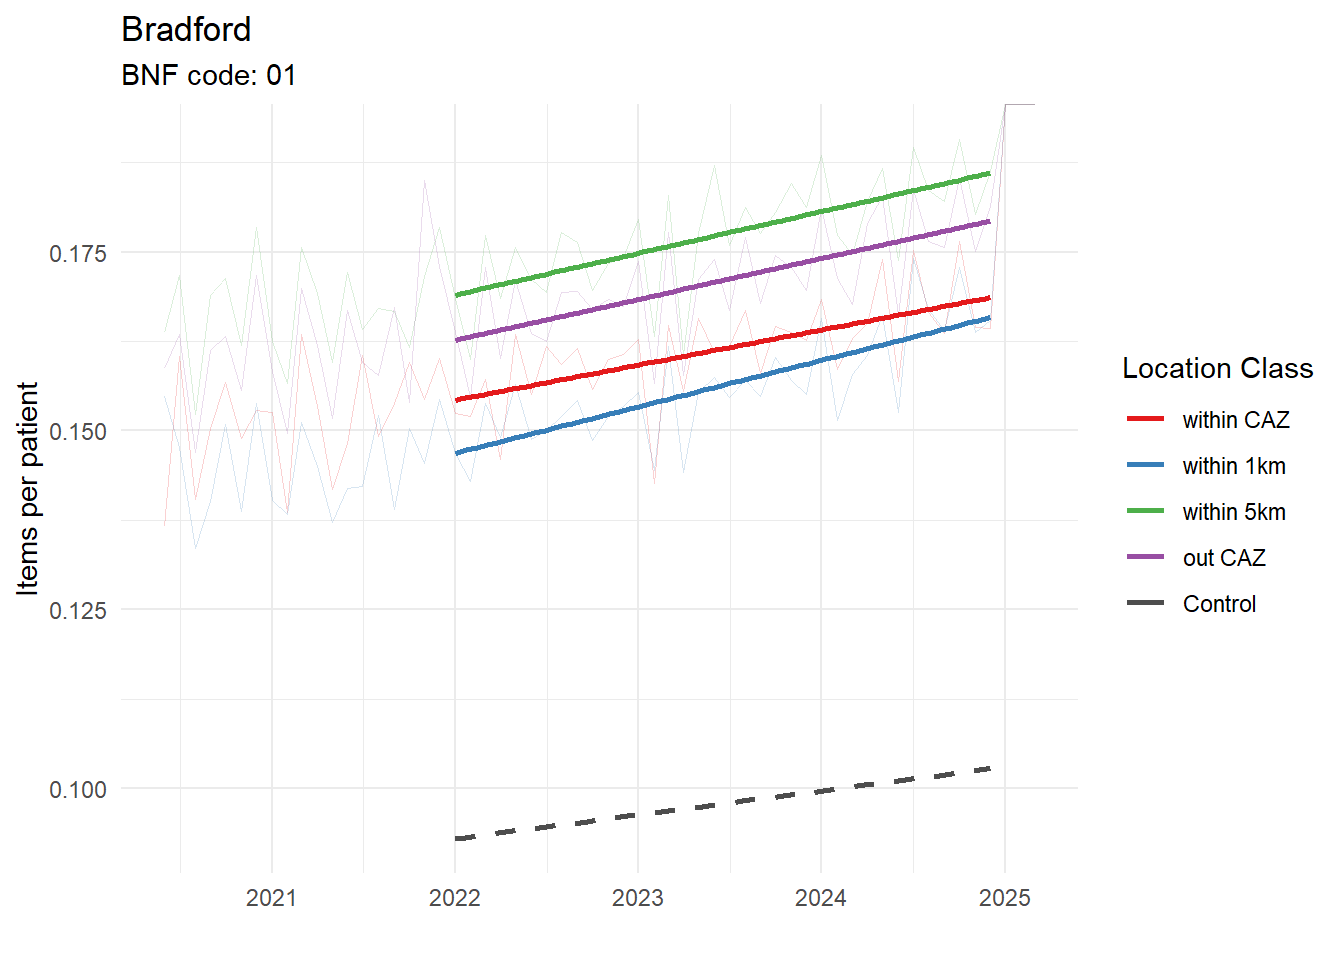 Bradford
BNF code: 01
Items per patient
0.175
0.150
0.125
0.100
2021
2022
2023
2024
2025
Location Class
within CAZ
within 1km
within 5km
out CAZ
Control